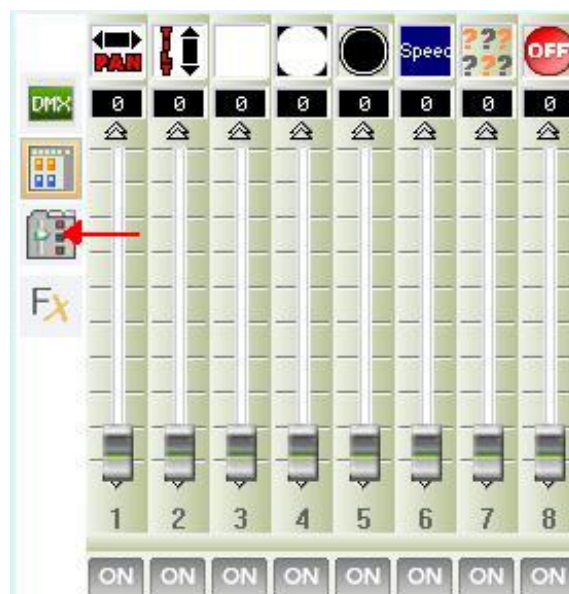 PAN TILT Speed ??? ??? OFF
DMX 0 0 0 0 0 0 0 0
Fx
1 2 3 4 5 6 7 8
ON ON ON ON ON ON ON ON